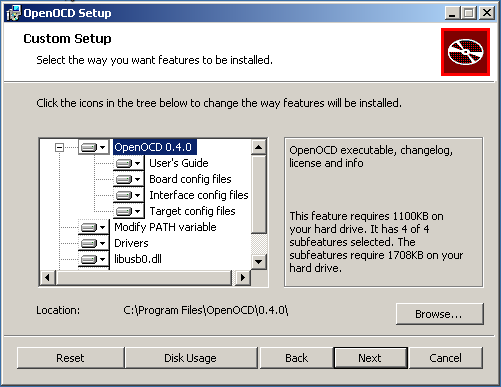 OpenOCD Setup
Custom Setup
Select the way you want features to be installed.
Click the icons in the tree below to change the way features will be installed.
OpenOCD 0.4.0
User's Guide
Board config files
Interface config files
Target config files
Modify PATH variable
Drivers
libusb0.dll
OpenOCD executable, changelog,
license and info
This feature requires 1100KB on
your hard drive. It has 4 of 4
subfeatures selected. The
subfeatures require 1708KB on your
hard drive.
Location: C:\Program Files\OpenOCD\0.4.0\
Browse...
Reset Disk Usage Back Next Cancel